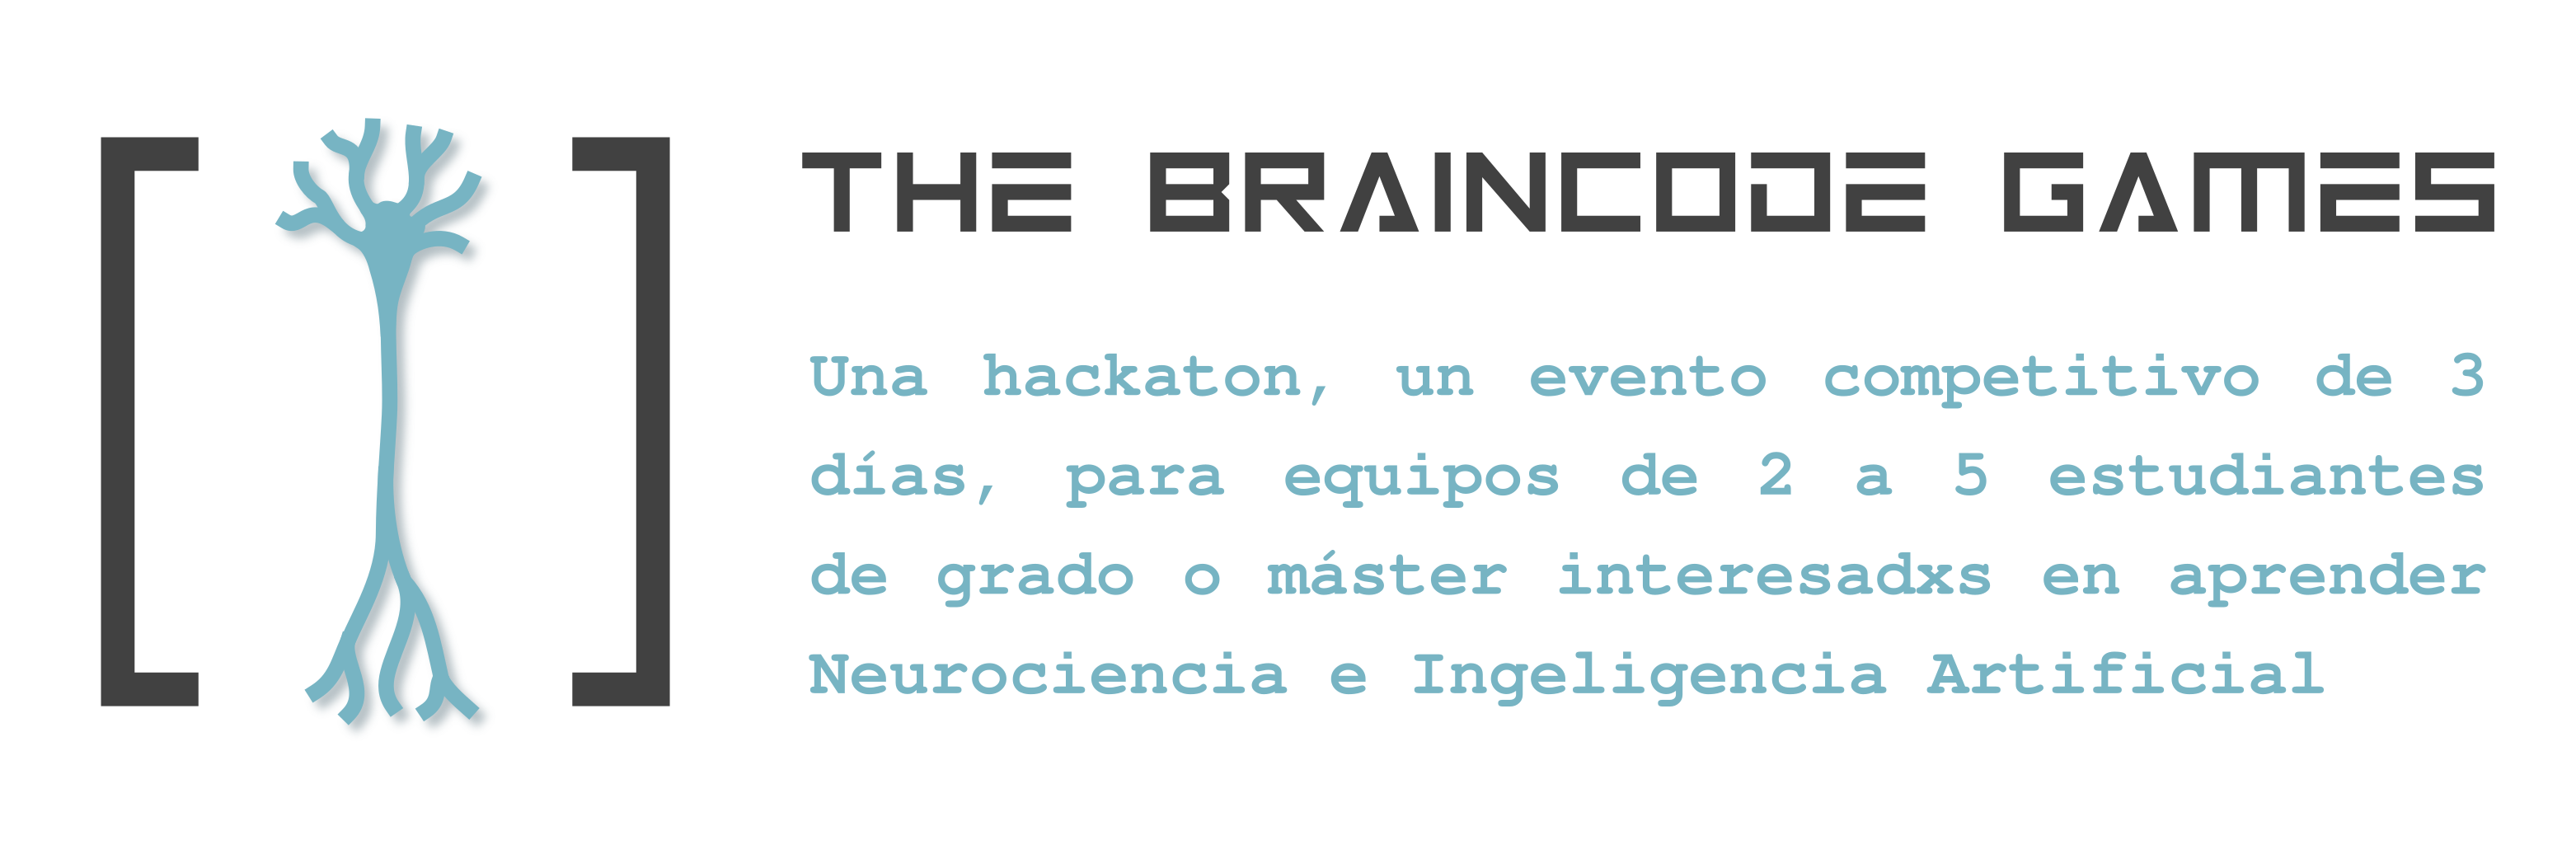 THE BRAINCODE GAMES
Una hackaton, un evento competitivo de 3
días, para equipos de 2 a 5 estudiantes
de grado o máster interesadxs en aprender
Neurociencia e Ingeligencia Artificial